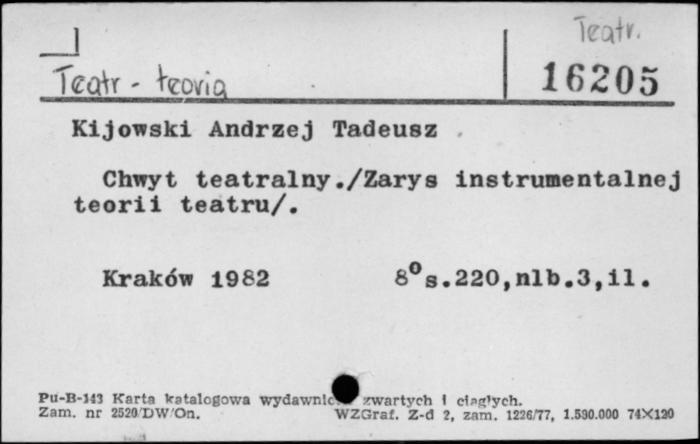 Teatr.
Teatr - teoria
16205
Kijowski Andrzej Tadeusz
Chwyt teatralny./Zarys instrumentalnej
teorii teatru/.
Kraków 1982 8° s.220,nlb.3,il.
Pu-B-143 Karta katalogowa wydawnic zwartych i ciągłych.
Zam. nr 2520/DW/On. WZGraf. Z-d 2, zam. 1226/77, 1.590.000 74×120